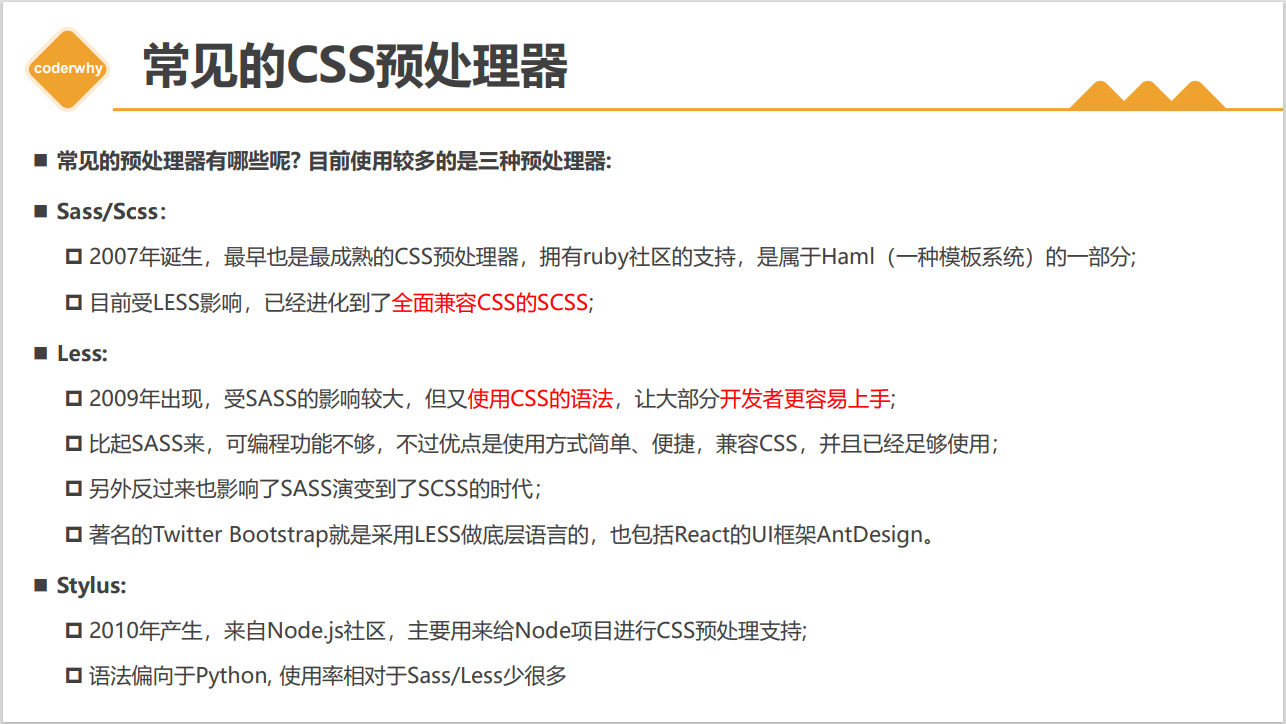 coderwhy
常见的CSS预处理器
常见的预处理器有哪些呢? 目前使用较多的是三种预处理器:
Sass/Scss：
2007年诞生，最早也是最成熟的CSS预处理器，拥有ruby社区的支持，是属于Haml（一种模板系统）的一部分;
目前受LESS影响，已经进化到了全面兼容CSS的SCSS;
Less:
2009年出现，受SASS的影响较大，但又使用CSS的语法，让大部分开发者更容易上手;
比起SASS来，可编程功能不够，不过优点是使用方式简单、便捷，兼容CSS，并且已经足够使用；
另外反过来也影响了SASS演变到了SCSS的时代；
著名的Twitter Bootstrap就是采用LESS做底层语言的，也包括React的UI框架AntDesign。
Stylus:
2010年产生，来自Node.js社区，主要用来给Node项目进行CSS预处理支持;
语法偏向于Python, 使用率相对于Sass/Less少很多